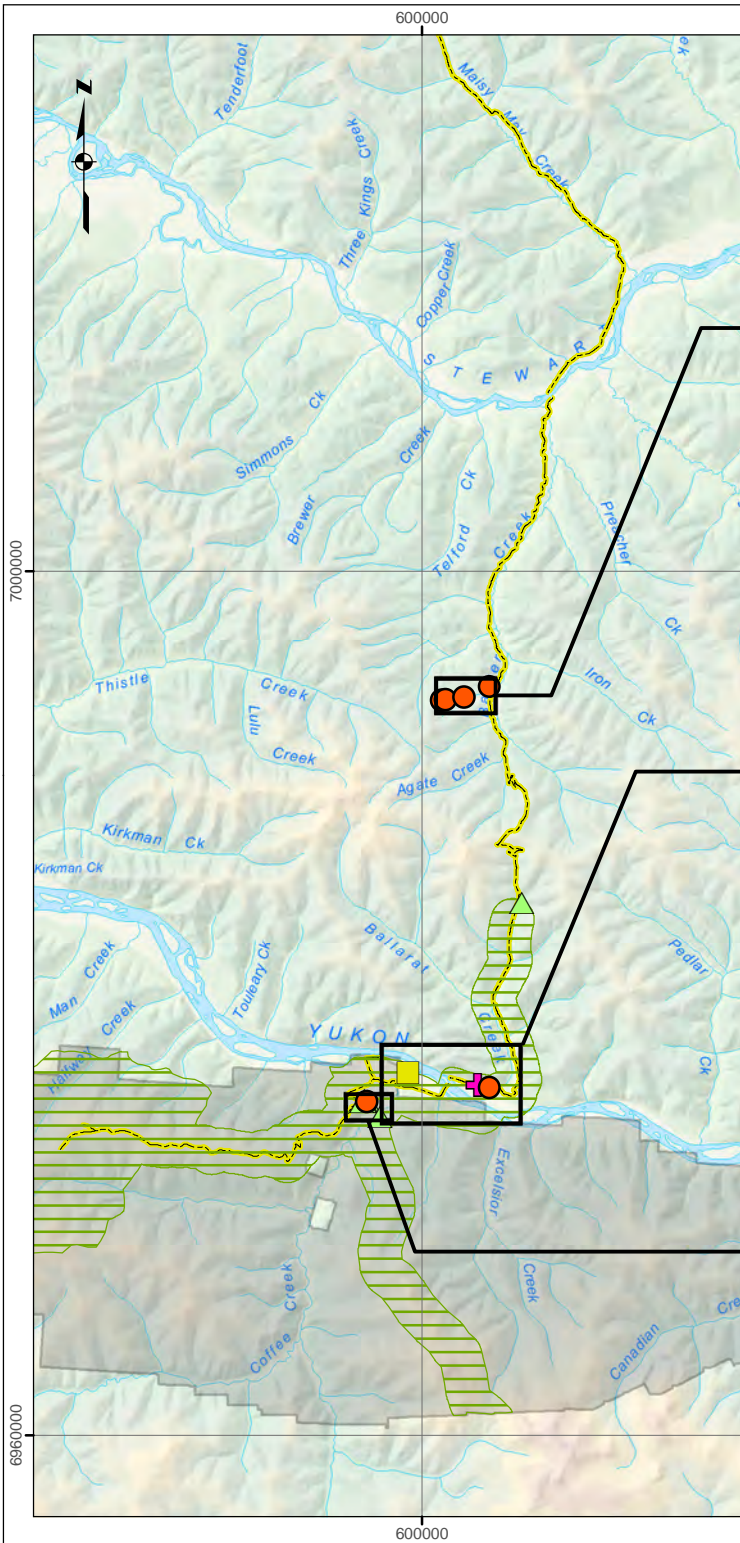 600000
Tenderfoot
Maisy May Creek
ek
N
Three Kings Creek
Copper Creek
STEWART
Simmons Ck
Brewer Creek
Telford Ck
Creek
Preacher Ck
7000000
Thistle Creek
Lulu Creek
Iron Ck
Agate Creek
Kirkman Ck
Kirkman Ck
Ballarat Creek
Man Creek
Touleary Ck
Pedlar Ck
Halfway Creek
YUKON
Excelsior Creek
Coffee Creek
Canadian Cre
6960000
600000